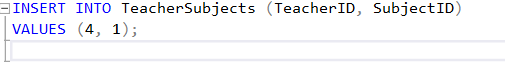 INSERT INTO TeacherSubjects (TeacherID, SubjectID)
VALUES (4, 1);